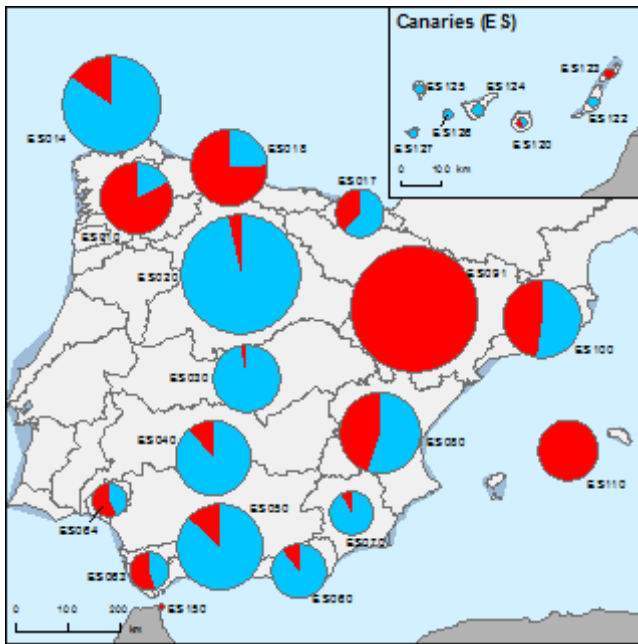 Canaries (ES)
ES123
ES125
ES124
ES122
ES126
ES120
ES127
0 100 km
ES014
ES018
ES017
ES010
ES020
ES091
ES100
ES030
ES040
ES080
ES110
ES050
ES064
ES070
ES063
ES060
ES150
0 100 200
km